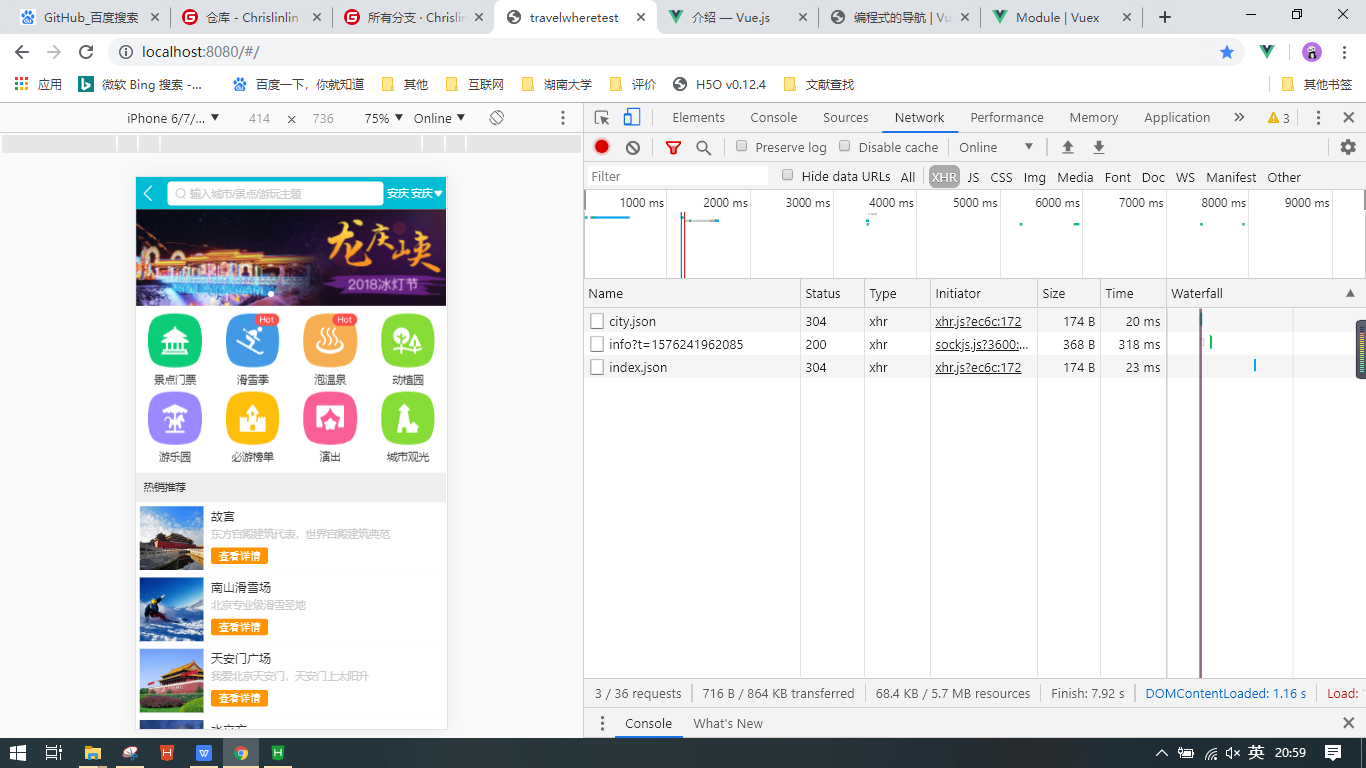 GitHub_百度搜索
仓库 - Chrislinlin
所有分支 · Chrislin
travelwheretest
介绍 — Vue.js
编程式的导航 | Vu
Module | Vuex
localhost:8080/#/
应用
微软 Bing 搜索 -...
百度一下，你就知道
其他
互联网
湖南大学
评价
H5O v0.12.4
文献查找
其他书签
iPhone 6/7/... ▼ 414 × 736 75% ▼ Online ▼
Elements Console Sources Network Performance Memory Application » 3
Preserve log Disable cache Online ▼
Filter Hide data URLs All XHR JS CSS Img Media Font Doc WS Manifest Other
1000 ms 2000 ms 3000 ms 4000 ms 5000 ms 6000 ms 7000 ms 8000 ms 9000 ms
Name Status Type Initiator Size Time Waterfall
city.json 304 xhr xhr.js?ec6c:172 174 B 20 ms
info?t=1576241962085 200 xhr sockjs.js?3600:... 368 B 318 ms
index.json 304 xhr xhr.js?ec6c:172 174 B 23 ms
3 / 36 requests 716 B / 864 KB transferred 68.4 KB / 5.7 MB resources Finish: 7.92 s DOMContentLoaded: 1.16 s Load:
Console What's New
输入城市/景点/游玩主题
安庆 安庆
龙庆峡
2018冰灯节
Hot
Hot
景点门票 滑雪季 泡温泉 动植园
游乐园 必游榜单 演出 城市观光
热销推荐
故宫
东方宫殿建筑代表，世界宫殿建筑典范
查看详情
南山滑雪场
北京专业级滑雪圣地
查看详情
天安门广场
我爱北京天安门，天安门上太阳升
查看详情
水立方
英 20:59